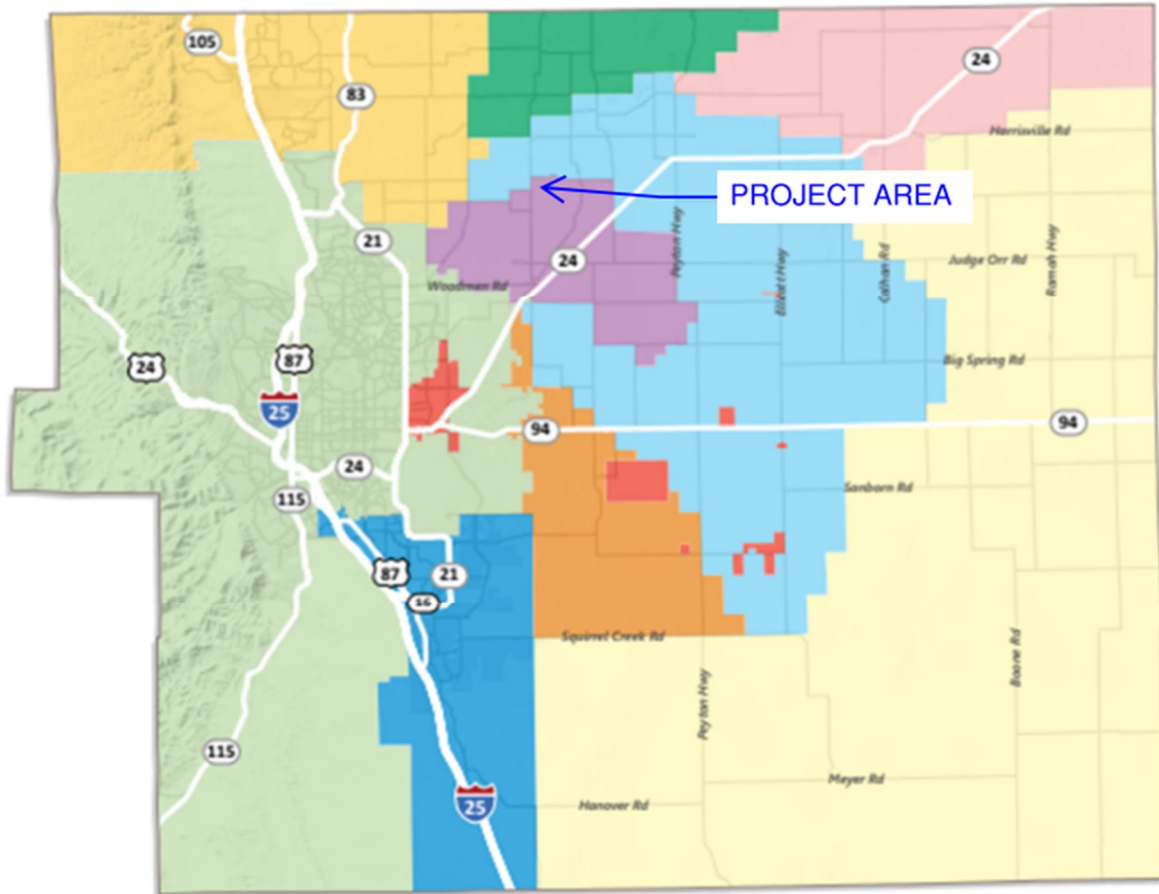 105
83
24
Harrisville Rd
PROJECT AREA
21
24
Peyton Hwy
Woodmen Rd
Elliott Hwy
Calhan Rd
Judge Orr Rd
Ramah Hwy
24
87
25
Big Spring Rd
94
94
24
115
Sanborn Rd
87
21
16
Squirrel Creek Rd
Peyton Hwy
Boone Rd
115
25
Hanover Rd
Meyer Rd